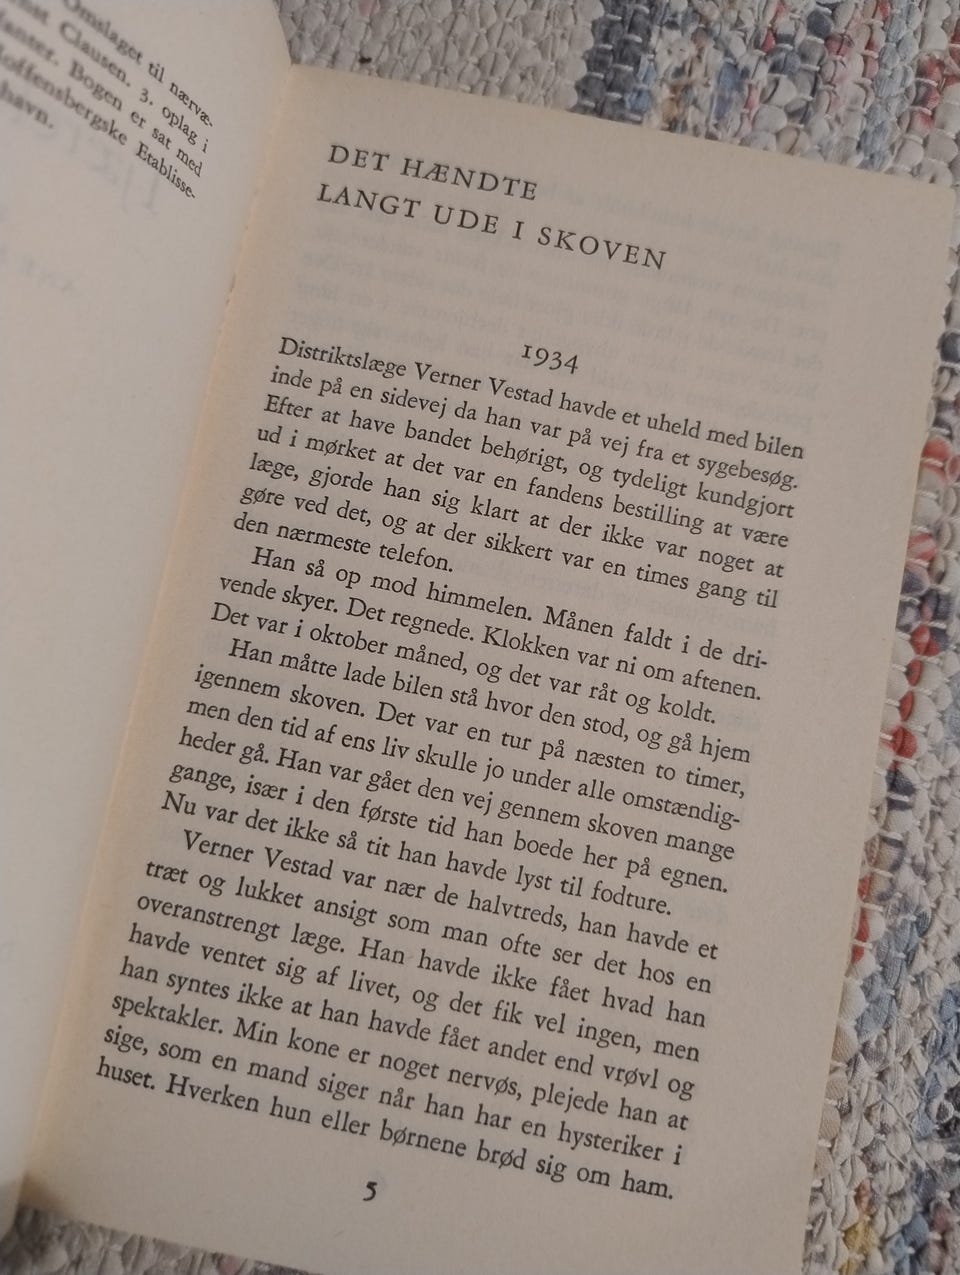 Omslaget til nærvæ-
Clausen. 3. oplag i
Bogen er sat med
Hoffensbergske Etablisse-
havn.
DET HÆNDTE
LANGT UDE I SKOVEN
1934
Distriktslæge Verner Vestad havde et uheld med bilen
inde på en sidevej da han var på vej fra et sygebesøg.
Efter at have bandet behørigt, og tydeligt kundgjort
ud i mørket at det var en fandens bestilling at være
læge, gjorde han sig klart at der ikke var noget at
gøre ved det, og at der sikkert var en times gang til
den nærmeste telefon.
Han så op mod himmelen. Månen faldt i de dri-
vende skyer. Det regnede. Klokken var ni om aftenen.
Det var i oktober måned, og det var råt og koldt.
Han måtte lade bilen stå hvor den stod, og gå hjem
igennem skoven. Det var en tur på næsten to timer,
men den tid af ens liv skulle jo under alle omstændig-
heder gå. Han var gået den vej gennem skoven mange
gange, især i den første tid han boede her på egnen.
Nu var det ikke så tit han havde lyst til fodture.
Verner Vestad var nær de halvtreds, han havde et
træt og lukket ansigt som man ofte ser det hos en
overanstrengt læge. Han havde ikke fået hvad han
havde ventet sig af livet, og det fik vel ingen, men
han syntes ikke at han havde fået andet end vrøvl og
spektakler. Min kone er noget nervøs, plejede han at
sige, som en mand siger når han har en hysteriker i
huset. Hverken hun eller børnene brød sig om ham.
5